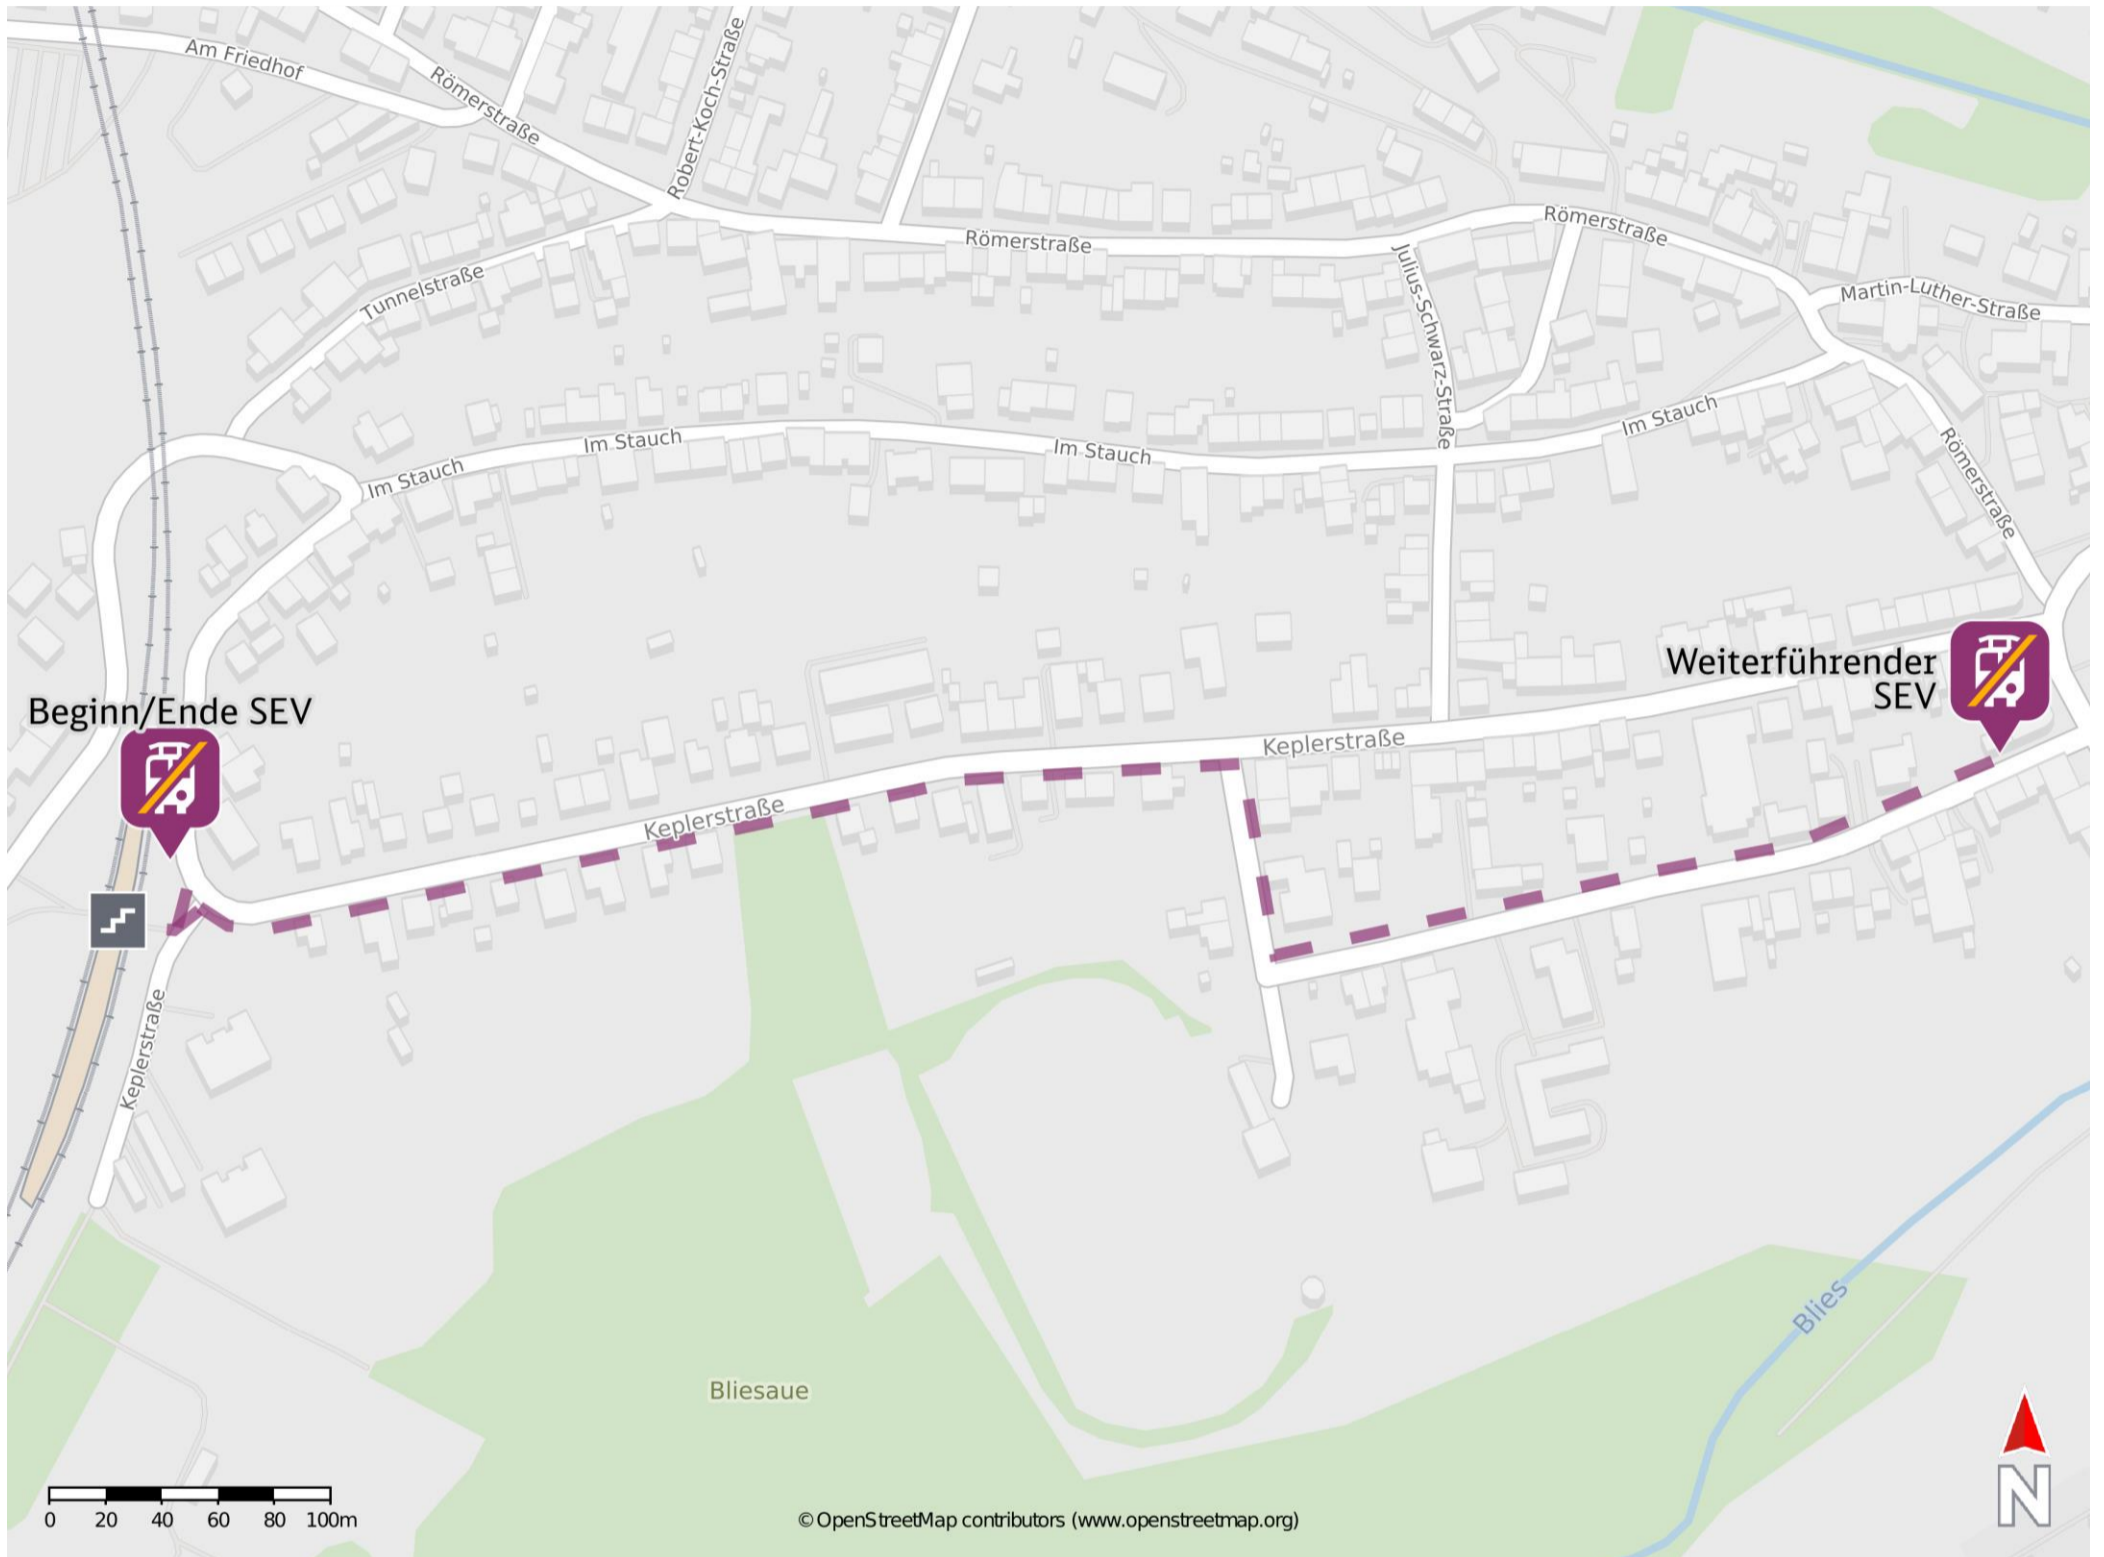 Am Friedhof
Römerstraße
Robert-Koch-Straße
Römerstraße
Römerstraße
Julius-Schwarz-Straße
Martin-Luther-Straße
Tunnelstraße
Im Stauch
Im Stauch
Im Stauch
Im Stauch
Römerstraße
Weiterführender
SEV
Beginn/Ende SEV
Keplerstraße
Keplerstraße
Keplerstraße
Blies
Bliesaue
N
0 20 40 60 80 100m
© OpenStreetMap contributors (www.openstreetmap.org)